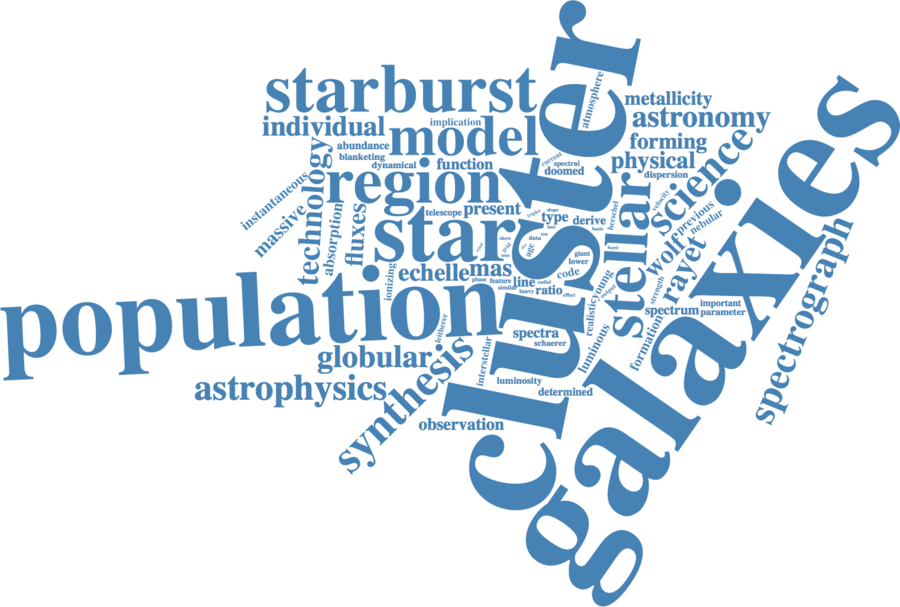 cluster
galaxies
population
starburst
star
region
model
stellar
synthesis
science
astronomy
astrophysics
globular
spectrograph
technology
individual
massive
fluxes
echelle
mas
physical
forming
metallicity
rayet
wolf
present
type
derive
function
abundance
blanketing
dynamical
implication
instantaneous
absorption
ionizing
telescope
atmosphere
current
spectral
doomed
dispersion
velocity
herschel
previous
nebular
strength
spectrum
important
parameter
formation
luminous
realistic
young
output
giant
lower
code
line
ratio
phase
feature
similar
heavy
radial
effect
data
age
show
basic
spectra
schaerer
leitherer
interstellar
luminosity
determined
observation